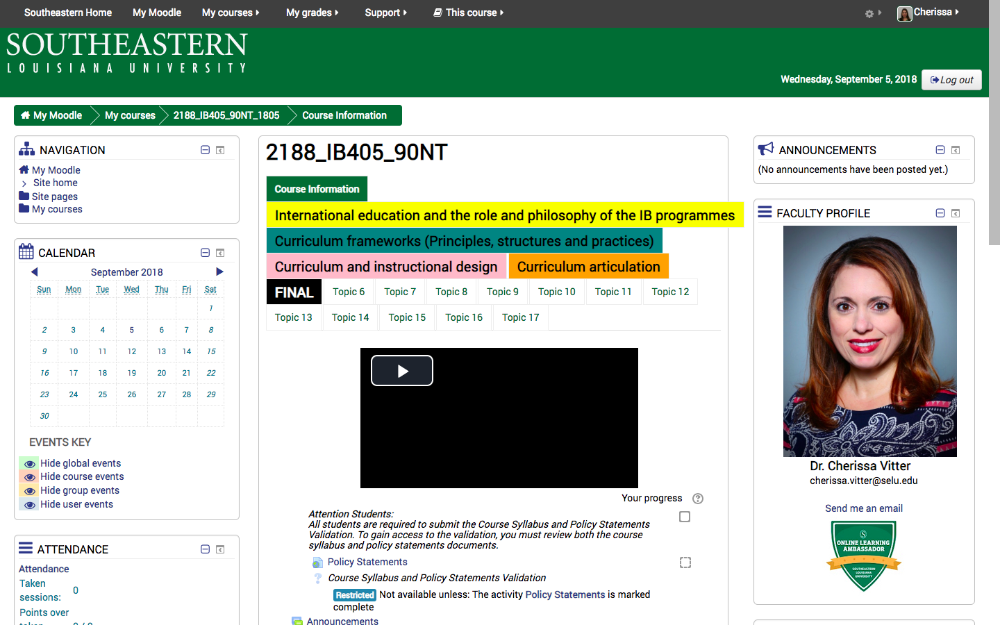 Southeastern Home My Moodle My courses My grades Support This course Cherissa
SOUTHEASTERN
LOUISIANA UNIVERSITY
Wednesday, September 5, 2018 Log out
My Moodle My courses 2188_IB405_90NT_1805 Course Information
NAVIGATION
My Moodle
Site home
Site pages
My courses
CALENDAR
September 2018
Sun Mon Tue Wed Thu Fri Sat
1
2 3 4 5 6 7 8
9 10 11 12 13 14 15
16 17 18 19 20 21 22
23 24 25 26 27 28 29
30
EVENTS KEY
Hide global events
Hide course events
Hide group events
Hide user events
ATTENDANCE
Attendance
Taken
sessions: 0
Points over
2188_IB405_90NT
Course Information
International education and the role and philosophy of the IB programmes
Curriculum frameworks (Principles, structures and practices)
Curriculum and instructional design Curriculum articulation
FINAL Topic 6 Topic 7 Topic 8 Topic 9 Topic 10 Topic 11 Topic 12
Topic 13 Topic 14 Topic 15 Topic 16 Topic 17
Your progress
Attention Students:
All students are required to submit the Course Syllabus and Policy Statements
Validation. To gain access to the validation, you must review both the course
syllabus and policy statements documents.
Policy Statements
Course Syllabus and Policy Statements Validation
Restricted Not available unless: The activity Policy Statements is marked
complete
Announcements
ANNOUNCEMENTS
(No announcements have been posted yet.)
FACULTY PROFILE
Dr. Cherissa Vitter
cherissa.vitter@selu.edu
Send me an email
S
ONLINE LEARNING
AMBASSADOR
SOUTHEASTERN
LOUISIANA
UNIVERSITY